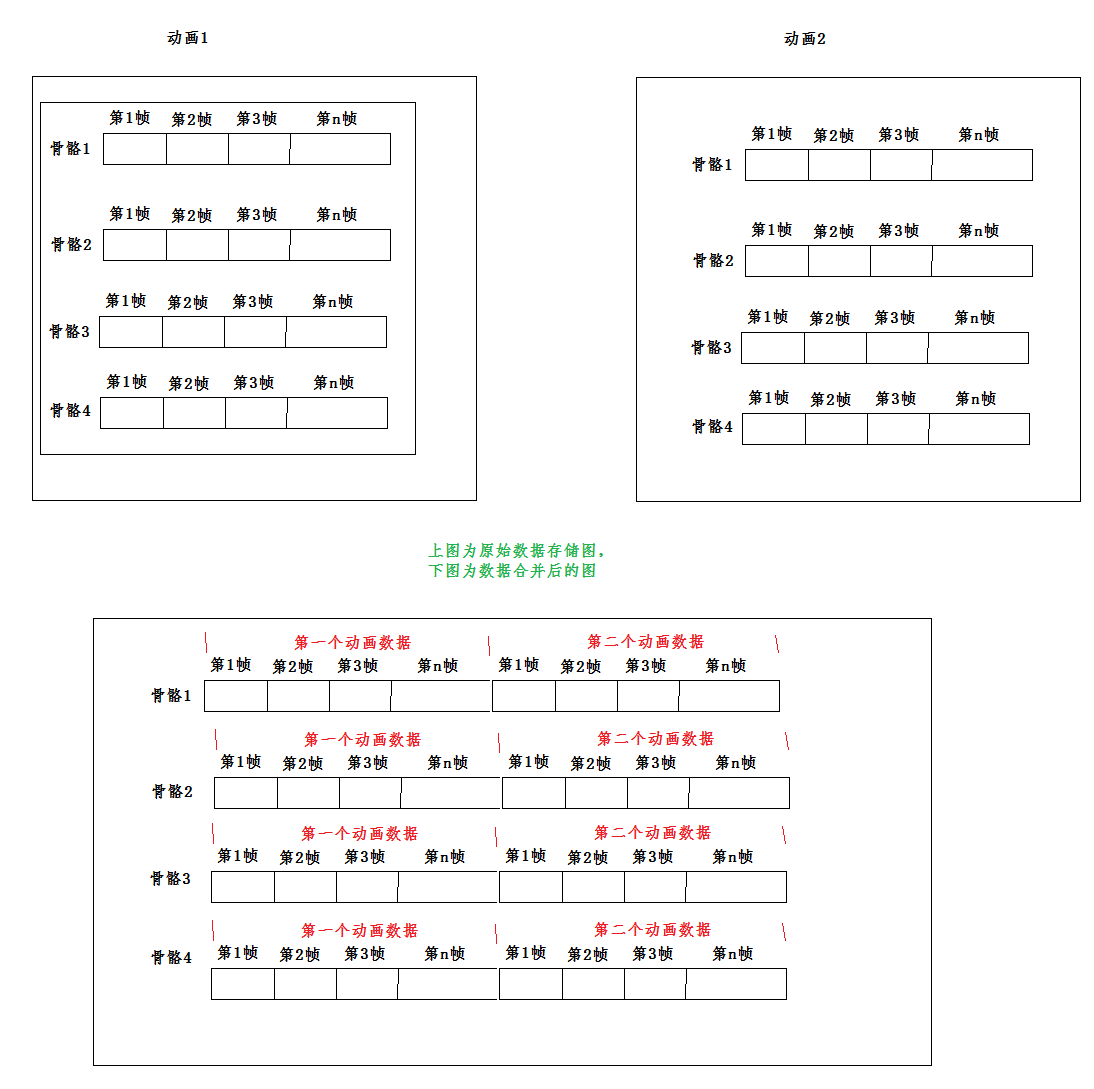 动画1
动画2
第1帧 第2帧 第3帧 第n帧
骨骼1
第1帧 第2帧 第3帧 第n帧
骨骼2
第1帧 第2帧 第3帧 第n帧
骨骼3
第1帧 第2帧 第3帧 第n帧
骨骼4
第1帧 第2帧 第3帧 第n帧
骨骼1
第1帧 第2帧 第3帧 第n帧
骨骼2
第1帧 第2帧 第3帧 第n帧
骨骼3
第1帧 第2帧 第3帧 第n帧
骨骼4
上图为原始数据存储图,
下图为数据合并后的图
第一个动画数据 第二个动画数据
第1帧 第2帧 第3帧 第n帧 第1帧 第2帧 第3帧 第n帧
骨骼1
第一个动画数据 第二个动画数据
第1帧 第2帧 第3帧 第n帧 第1帧 第2帧 第3帧 第n帧
骨骼2
第一个动画数据 第二个动画数据
第1帧 第2帧 第3帧 第n帧 第1帧 第2帧 第3帧 第n帧
骨骼3
第一个动画数据 第二个动画数据
第1帧 第2帧 第3帧 第n帧 第1帧 第2帧 第3帧 第n帧
骨骼4